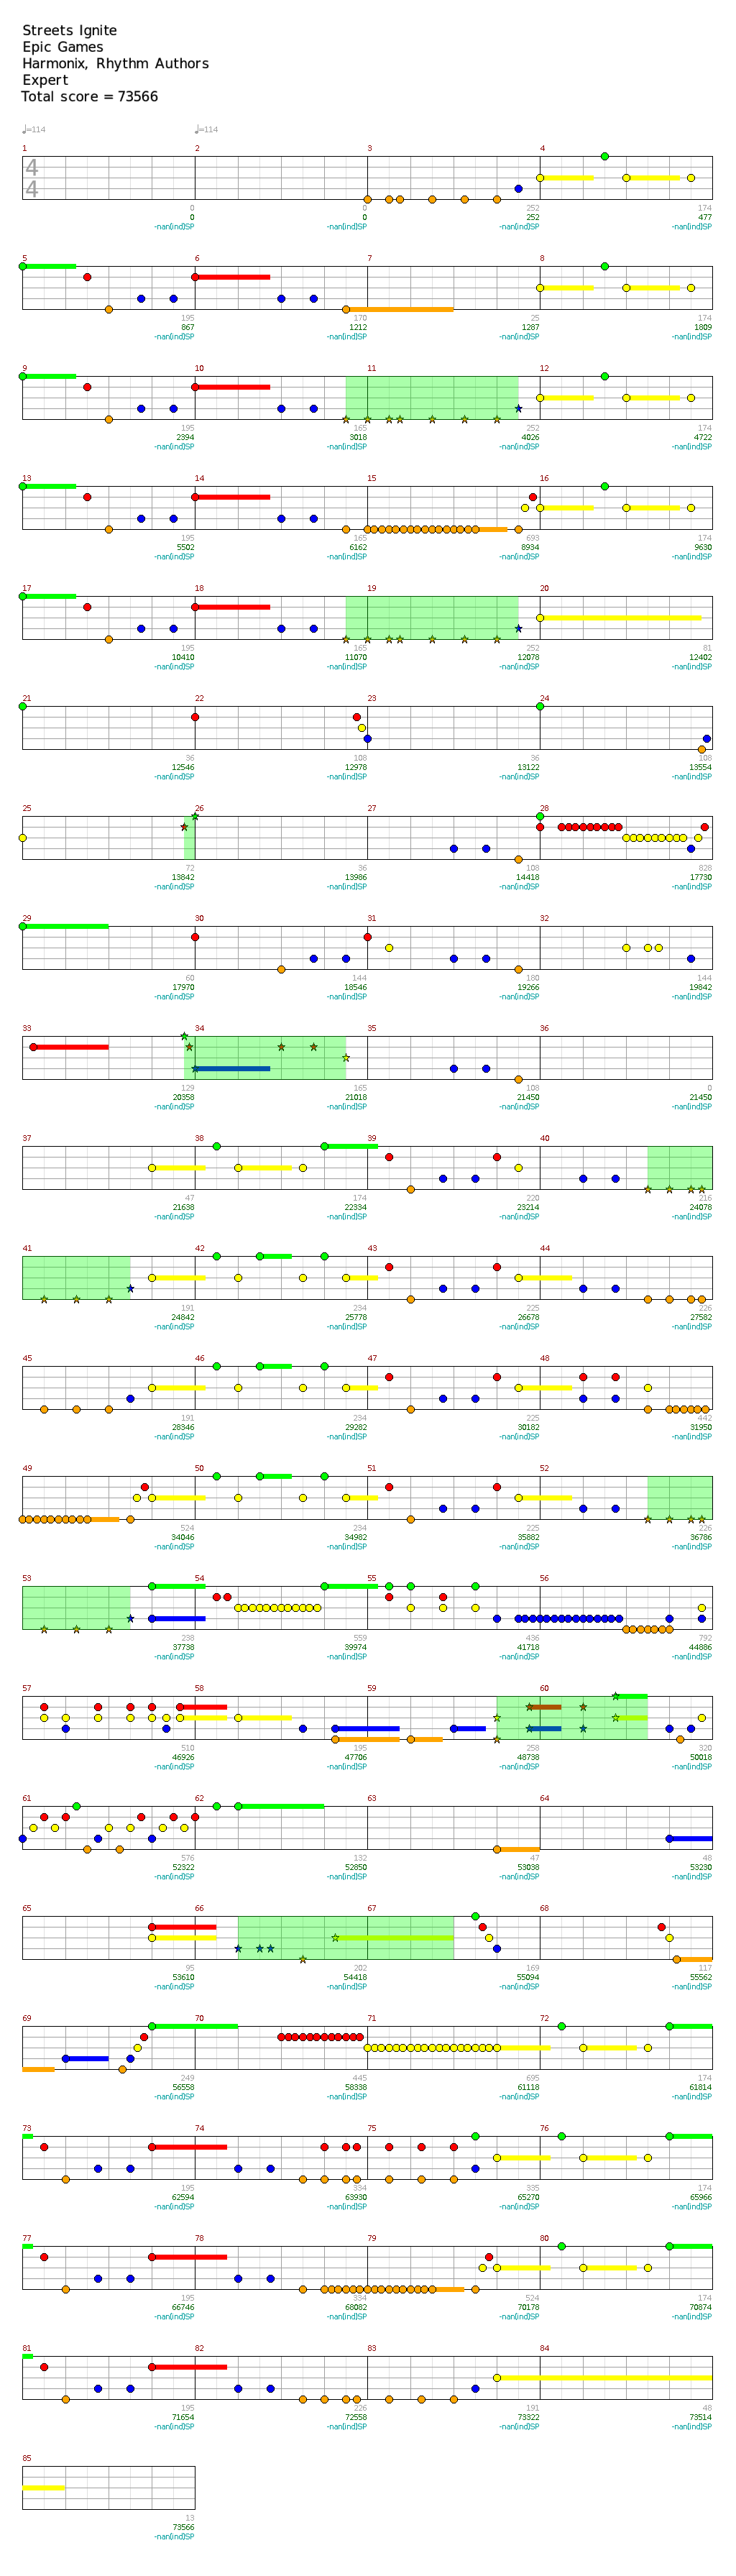 Streets Ignite
Epic Games
Harmonix, Rhythm Authors
Expert
Total score = 73566
♩=114 ♩=114
1 2 3 4
4
4
0 0 252 174
0 0 252 477
-nan(ind)SP -nan(ind)SP -nan(ind)SP -nan(ind)SP
5 6 7 8
195 170 25 174
867 1212 1287 1809
-nan(ind)SP -nan(ind)SP -nan(ind)SP -nan(ind)SP
9 10 11 12
195 165 252 174
2394 3018 4026 4722
-nan(ind)SP -nan(ind)SP -nan(ind)SP -nan(ind)SP
13 14 15 16
195 165 693 174
5502 6162 8934 9630
-nan(ind)SP -nan(ind)SP -nan(ind)SP -nan(ind)SP
17 18 19 20
195 165 252 81
10410 11070 12078 12402
-nan(ind)SP -nan(ind)SP -nan(ind)SP -nan(ind)SP
21 22 23 24
36 108 36 108
12546 12978 13122 13554
-nan(ind)SP -nan(ind)SP -nan(ind)SP -nan(ind)SP
25 26 27 28
72 36 108 828
13842 13986 14418 17730
-nan(ind)SP -nan(ind)SP -nan(ind)SP -nan(ind)SP
29 30 31 32
60 144 180 144
17970 18546 19266 19842
-nan(ind)SP -nan(ind)SP -nan(ind)SP -nan(ind)SP
33 34 35 36
129 165 108 0
20358 21018 21450 21450
-nan(ind)SP -nan(ind)SP -nan(ind)SP -nan(ind)SP
37 38 39 40
47 174 220 216
21638 22334 23214 24078
-nan(ind)SP -nan(ind)SP -nan(ind)SP -nan(ind)SP
41 42 43 44
191 234 225 226
24842 25778 26678 27582
-nan(ind)SP -nan(ind)SP -nan(ind)SP -nan(ind)SP
45 46 47 48
191 234 225 442
28346 29282 30182 31950
-nan(ind)SP -nan(ind)SP -nan(ind)SP -nan(ind)SP
49 50 51 52
524 234 225 226
34046 34982 35882 36786
-nan(ind)SP -nan(ind)SP -nan(ind)SP -nan(ind)SP
53 54 55 56
238 559 436 792
37738 39974 41718 44886
-nan(ind)SP -nan(ind)SP -nan(ind)SP -nan(ind)SP
57 58 59 60
510 195 258 320
46926 47706 48738 50018
-nan(ind)SP -nan(ind)SP -nan(ind)SP -nan(ind)SP
61 62 63 64
576 132 47 48
52322 52850 53038 53230
-nan(ind)SP -nan(ind)SP -nan(ind)SP -nan(ind)SP
65 66 67 68
95 202 169 117
53610 54418 55094 55562
-nan(ind)SP -nan(ind)SP -nan(ind)SP -nan(ind)SP
69 70 71 72
249 445 695 174
56558 58338 61118 61814
-nan(ind)SP -nan(ind)SP -nan(ind)SP -nan(ind)SP
73 74 75 76
195 334 335 174
62594 63930 65270 65966
-nan(ind)SP -nan(ind)SP -nan(ind)SP -nan(ind)SP
77 78 79 80
195 334 524 174
66746 68082 70178 70874
-nan(ind)SP -nan(ind)SP -nan(ind)SP -nan(ind)SP
81 82 83 84
195 226 191 48
71654 72558 73322 73514
-nan(ind)SP -nan(ind)SP -nan(ind)SP -nan(ind)SP
85
13
73566
-nan(ind)SP